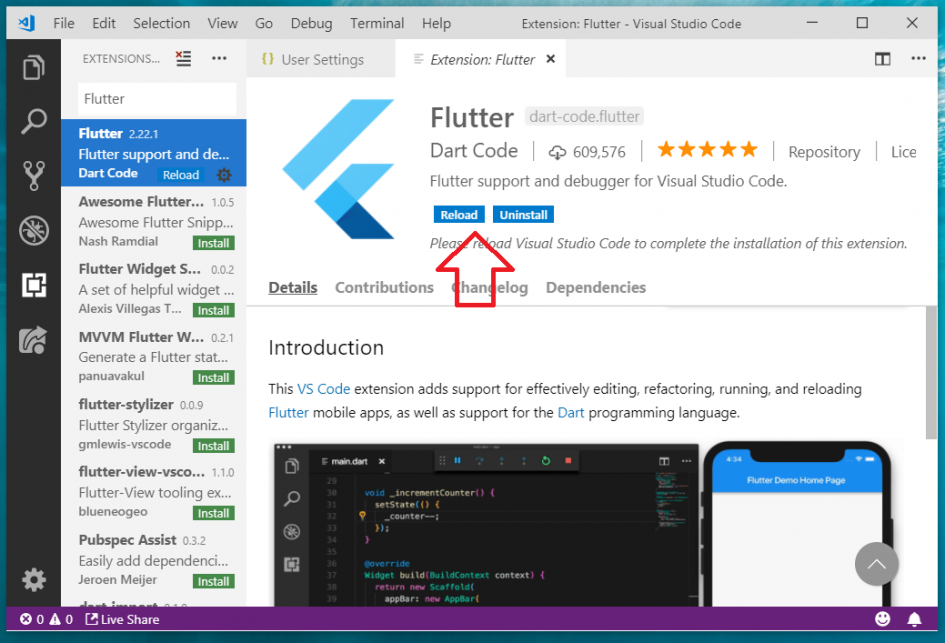 File Edit Selection View Go Debug Terminal Help Extension: Flutter - Visual Studio Code
EXTENSIONS...
User Settings
Extension: Flutter
Flutter
Flutter 2.22.1
Flutter support and de...
Dart Code Reload
Awesome Flutter... 1.0.5
Awesome Flutter Snipp...
Nash Ramdial Install
Flutter Widget S... 0.0.2
A set of helpful widget ...
Alexis Villegas T... Install
MVVM Flutter W... 0.2.1
Generate a Flutter stat...
panuavakul Install
flutter-stylizer 0.0.9
Flutter Stylizer organiz...
gmlewis-vscode Install
flutter-view-vsco... 1.1.0
Flutter-View tooling ex...
blueneogeo Install
Pubspec Assist 0.3.2
Easily add dependenci...
Jeroen Meijer Install
Flutter dart-code.flutter
Dart Code 609,576 Repository Lice
Flutter support and debugger for Visual Studio Code.
Reload Uninstall
Please reload Visual Studio Code to complete the installation of this extension.
Details Contributions Changelog Dependencies
Introduction
This VS Code extension adds support for effectively editing, refactoring, running, and reloading
Flutter mobile apps, as well as support for the Dart programming language.
main.dart
29
30 void _incrementCounter() {
31 setState(() {
32 _counter--;
33 });
34 }
35
36 @override
37 Widget build(BuildContext context) {
38 return new Scaffold(
39 appBar: new AppBar(
4:34
Flutter Demo Home Page
0 0 Live Share